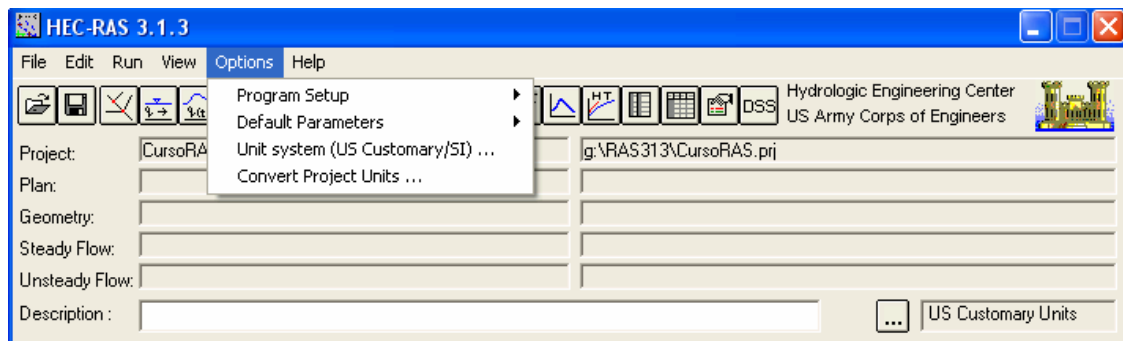 HEC-RAS 3.1.3
File Edit Run View Options Help
Program Setup
Default Parameters
Unit system (US Customary/SI) ...
Convert Project Units ...
HT
DSS
Hydrologic Engineering Center
US Army Corps of Engineers
Project: CursoRA g:\RAS313\CursoRAS.prj
Plan:
Geometry:
Steady Flow:
Unsteady Flow:
Description : ... US Customary Units